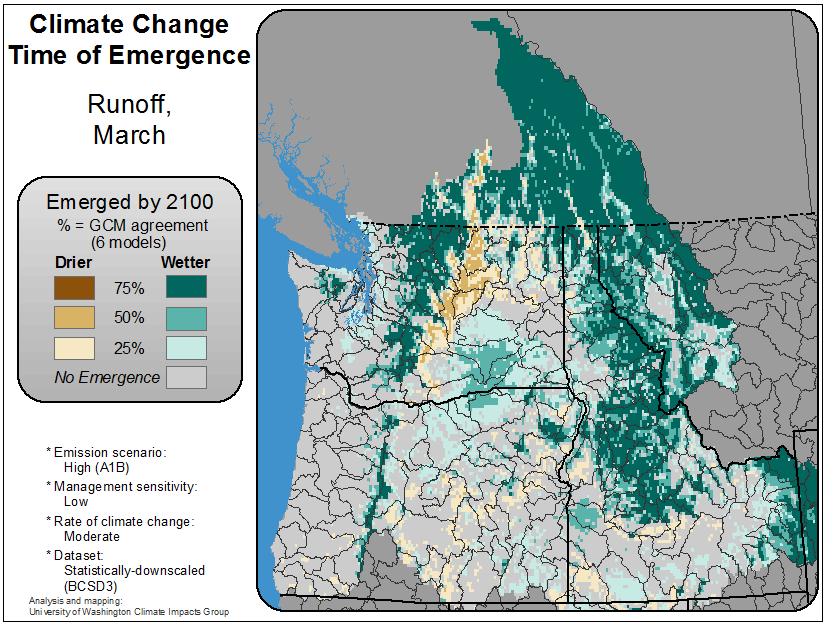 Climate Change
Time of Emergence
Runoff,
March
Emerged by 2100
% = GCM agreement
(6 models)
Drier Wetter
75%
50%
25%
No Emergence
* Emission scenario:
High (A1B)
* Management sensitivity:
Low
* Rate of climate change:
Moderate
* Dataset:
Statistically-downscaled
(BCSD3)
Analysis and mapping:
University of Washington Climate Impacts Group